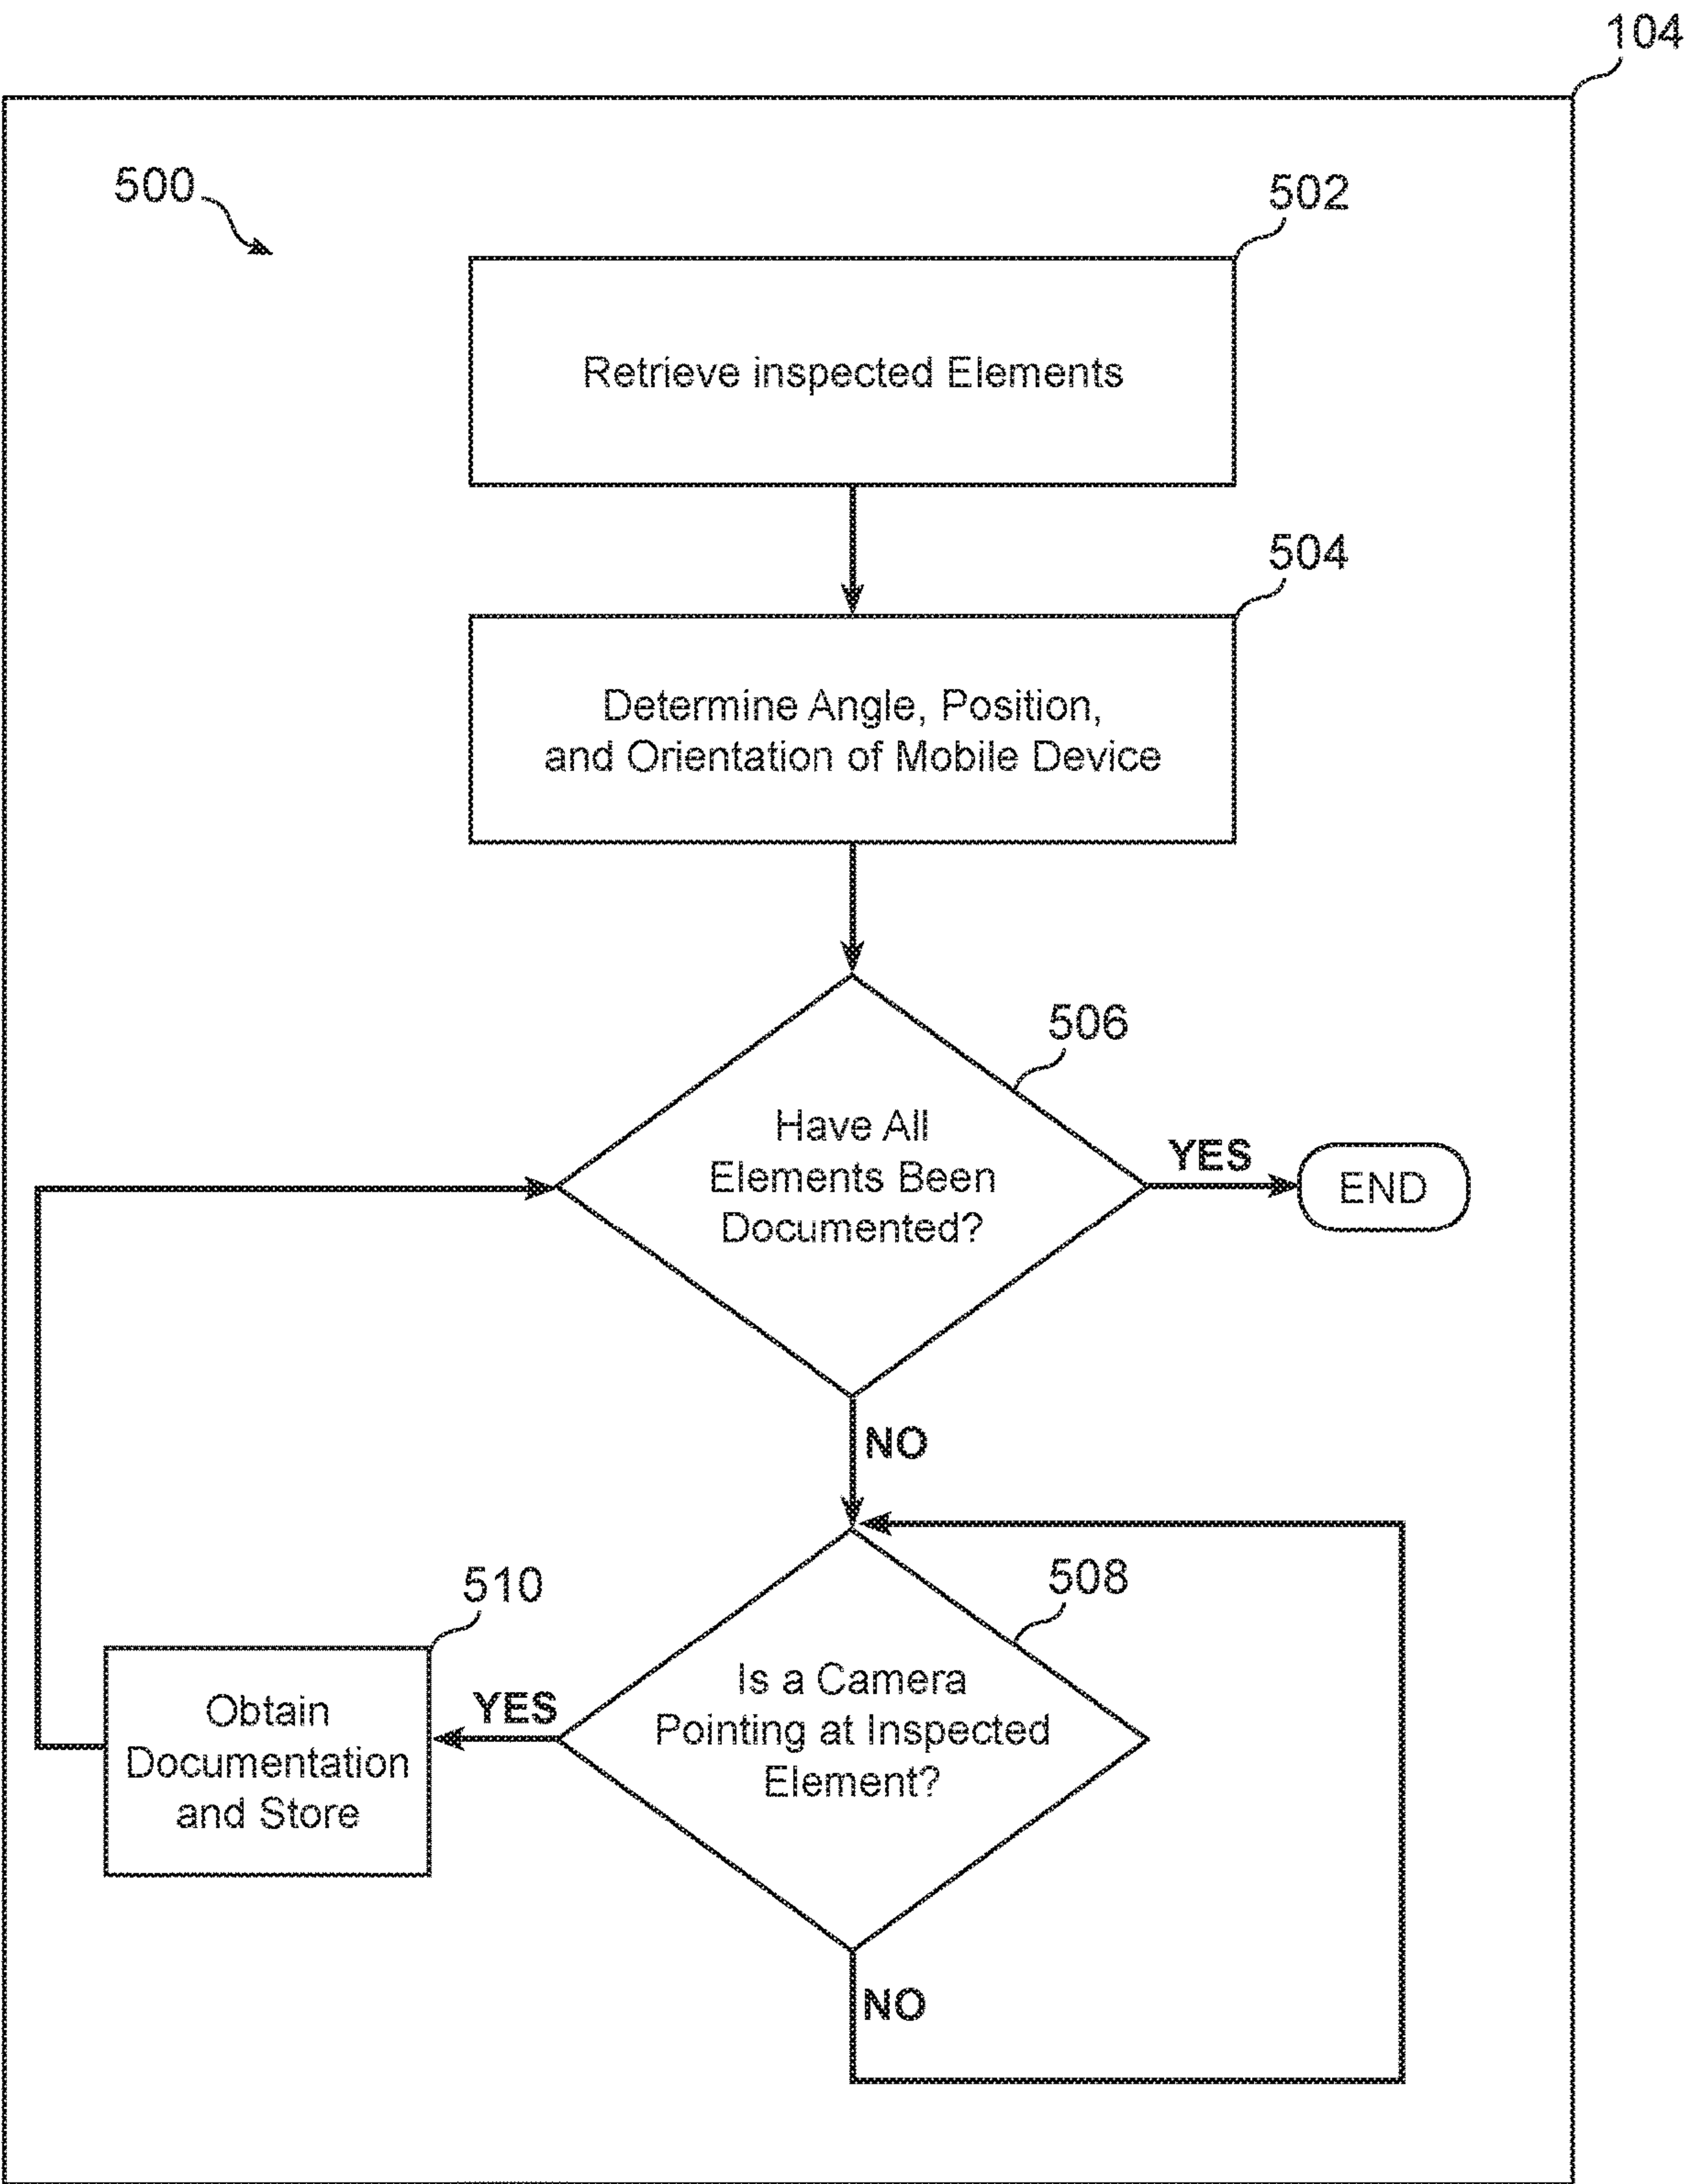 104
500
502
Retrieve inspected Elements
504
Determine Angle, Position,
and Orientation of Mobile Device
506
Have All
Elements Been
Documented?
YES
END
NO
508
510
Is a Camera
Pointing at Inspected
Element?
YES
Obtain
Documentation
and Store
NO